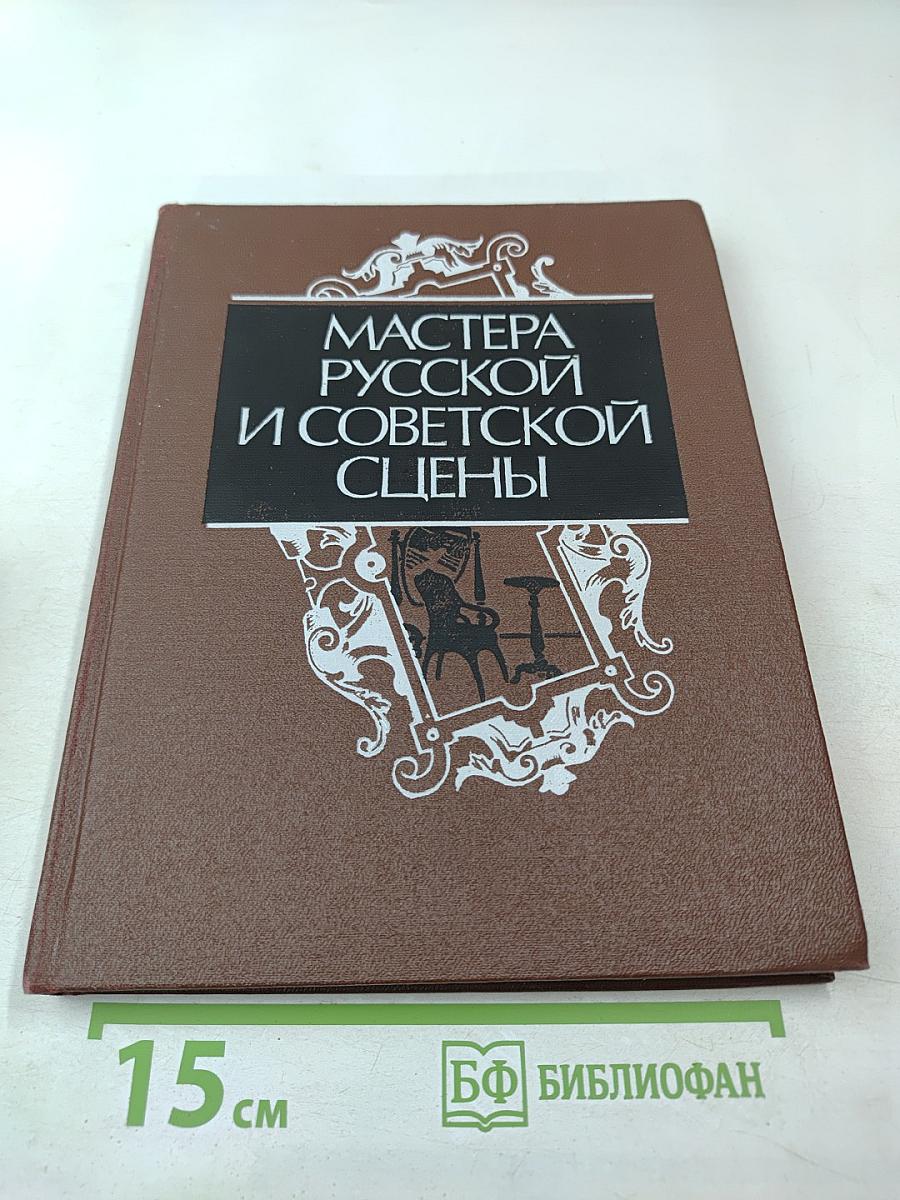 МАСТЕРА
РУССКОЙ
И СОВЕТСКОЙ
СЦЕНЫ
15 см
БФ БИБЛИОФАН